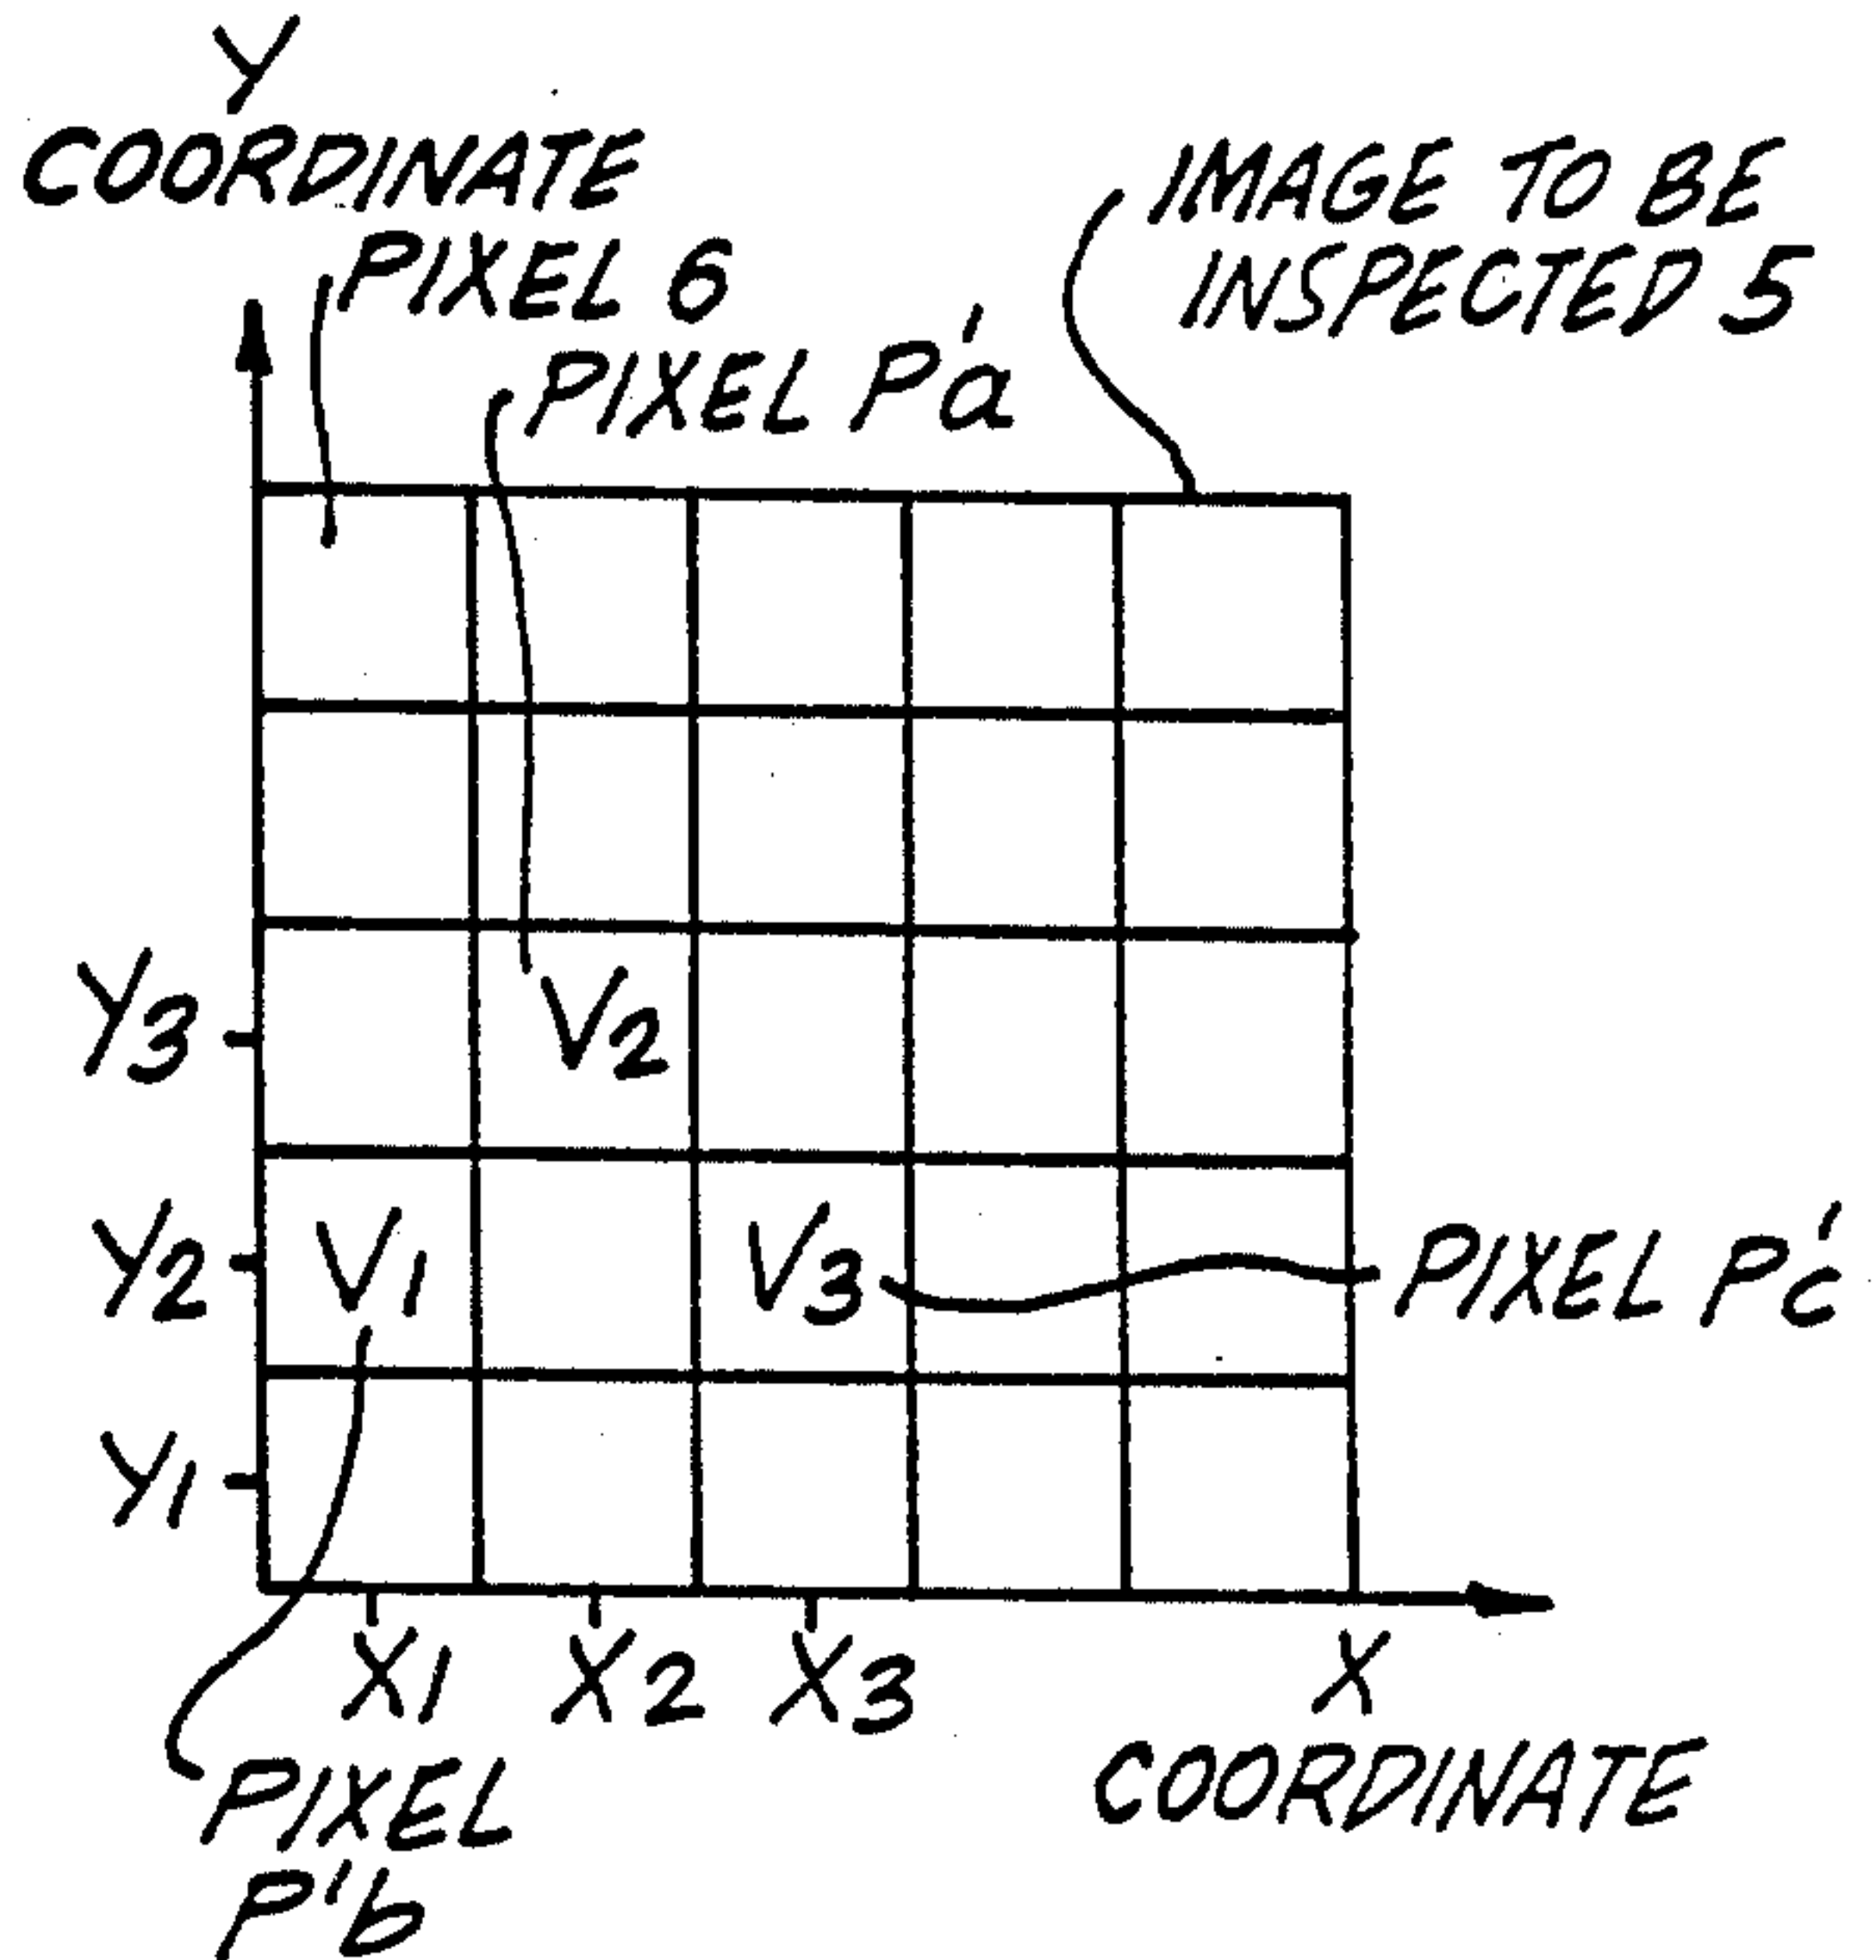 Y
COORDINATE
IMAGE TO BE
INSPECTED 5
PIXEL 6
PIXEL P'a
Y3
V2
Y2
V1
V3
PIXEL P'c
Y1
X1 X2 X3
X
COORDINATE
PIXEL
P'b